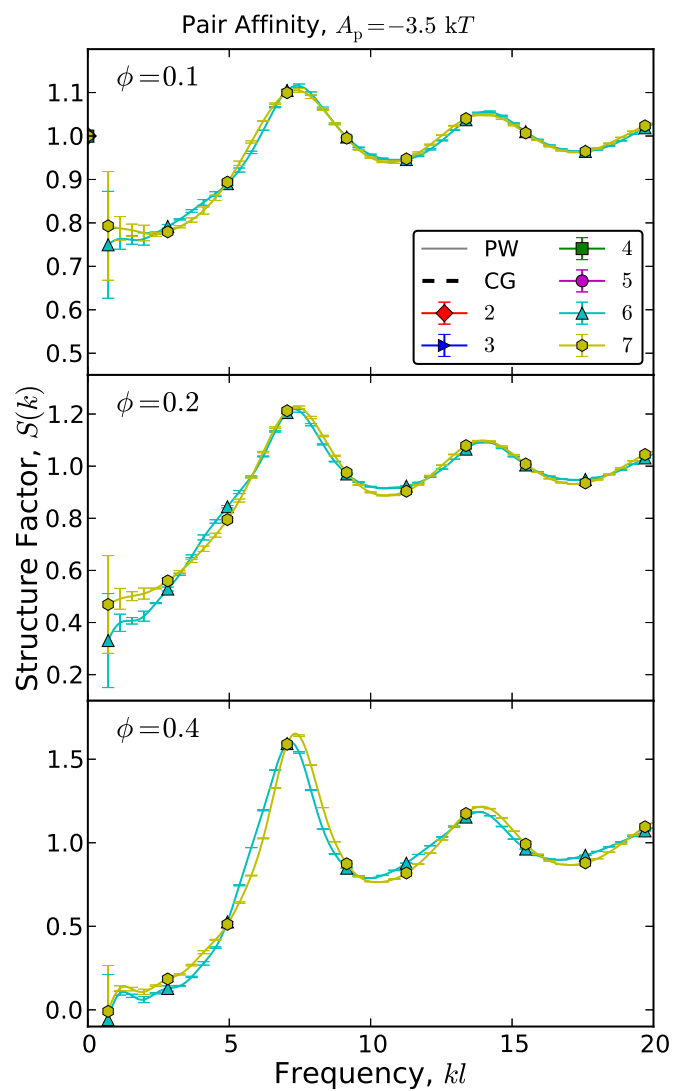 Pair Affinity, A_p = −3.5 kT
ϕ=0.1
1.1
1.0
0.9
0.8
0.7
0.6
0.5
PW
CG
2
3
4
5
6
7
ϕ=0.2
1.2
1.0
0.8
0.6
0.4
0.2
Structure Factor, S(k)
ϕ=0.4
1.5
1.0
0.5
0.0
0 5 10 15 20
Frequency, kl